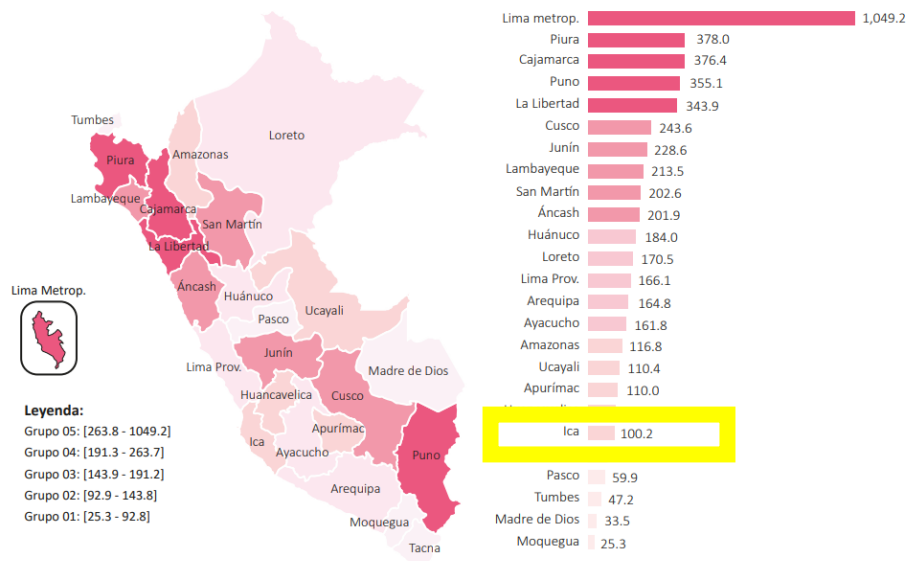 Tumbes
Loreto
Amazonas
Piura
Lambayeque
Cajamarca
San Martín
La Libertad
Áncash
Huánuco
Ucayali
Pasco
Lima Metrop.
Junín
Lima Prov.
Madre de Dios
Huancavelica
Cusco
Apurímac
Ica
Ayacucho
Puno
Arequipa
Moquegua
Tacna
Leyenda:
Grupo 05: [263.8 - 1049.2]
Grupo 04: [191.3 - 263.7]
Grupo 03: [143.9 - 191.2]
Grupo 02: [92.9 - 143.8]
Grupo 01: [25.3 - 92.8]
Lima metrop. 1,049.2
Piura 378.0
Cajamarca 376.4
Puno 355.1
La Libertad 343.9
Cusco 243.6
Junín 228.6
Lambayeque 213.5
San Martín 202.6
Áncash 201.9
Huánuco 184.0
Loreto 170.5
Lima Prov. 166.1
Arequipa 164.8
Ayacucho 161.8
Amazonas 116.8
Ucayali 110.4
Apurímac 110.0
Ica 100.2
Pasco 59.9
Tumbes 47.2
Madre de Dios 33.5
Moquegua 25.3